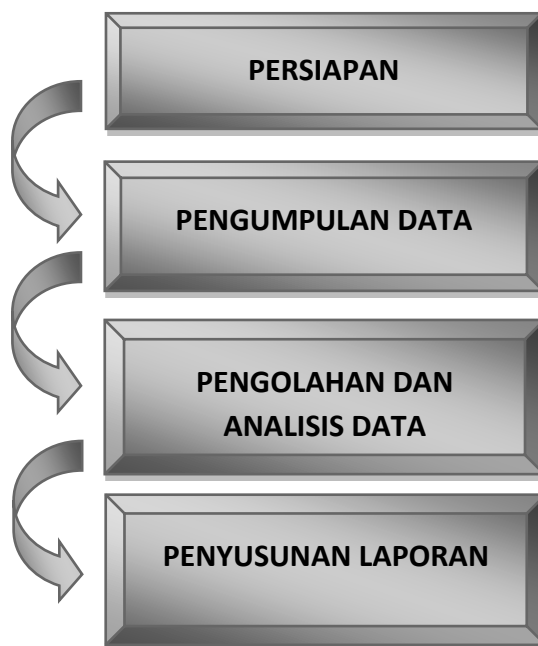 PERSIAPAN
PENGUMPULAN DATA
PENGOLAHAN DAN
ANALISIS DATA
PENYUSUNAN LAPORAN